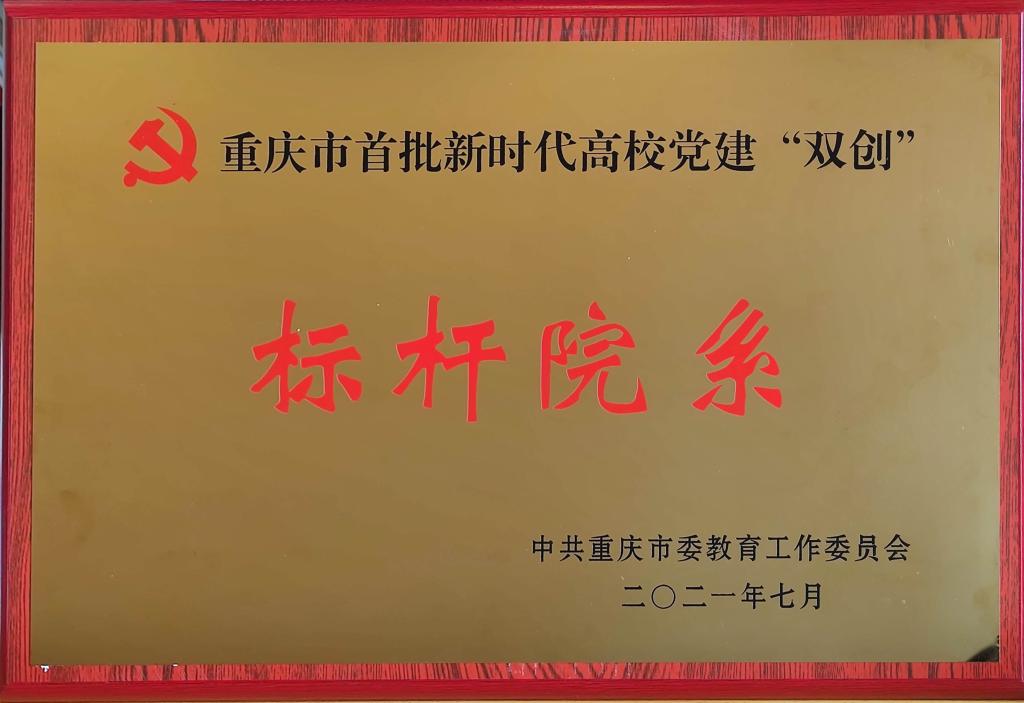 重庆市首批新时代高校党建“双创”
标杆院系
中共重庆市委教育工作委员会
二〇二一年七月